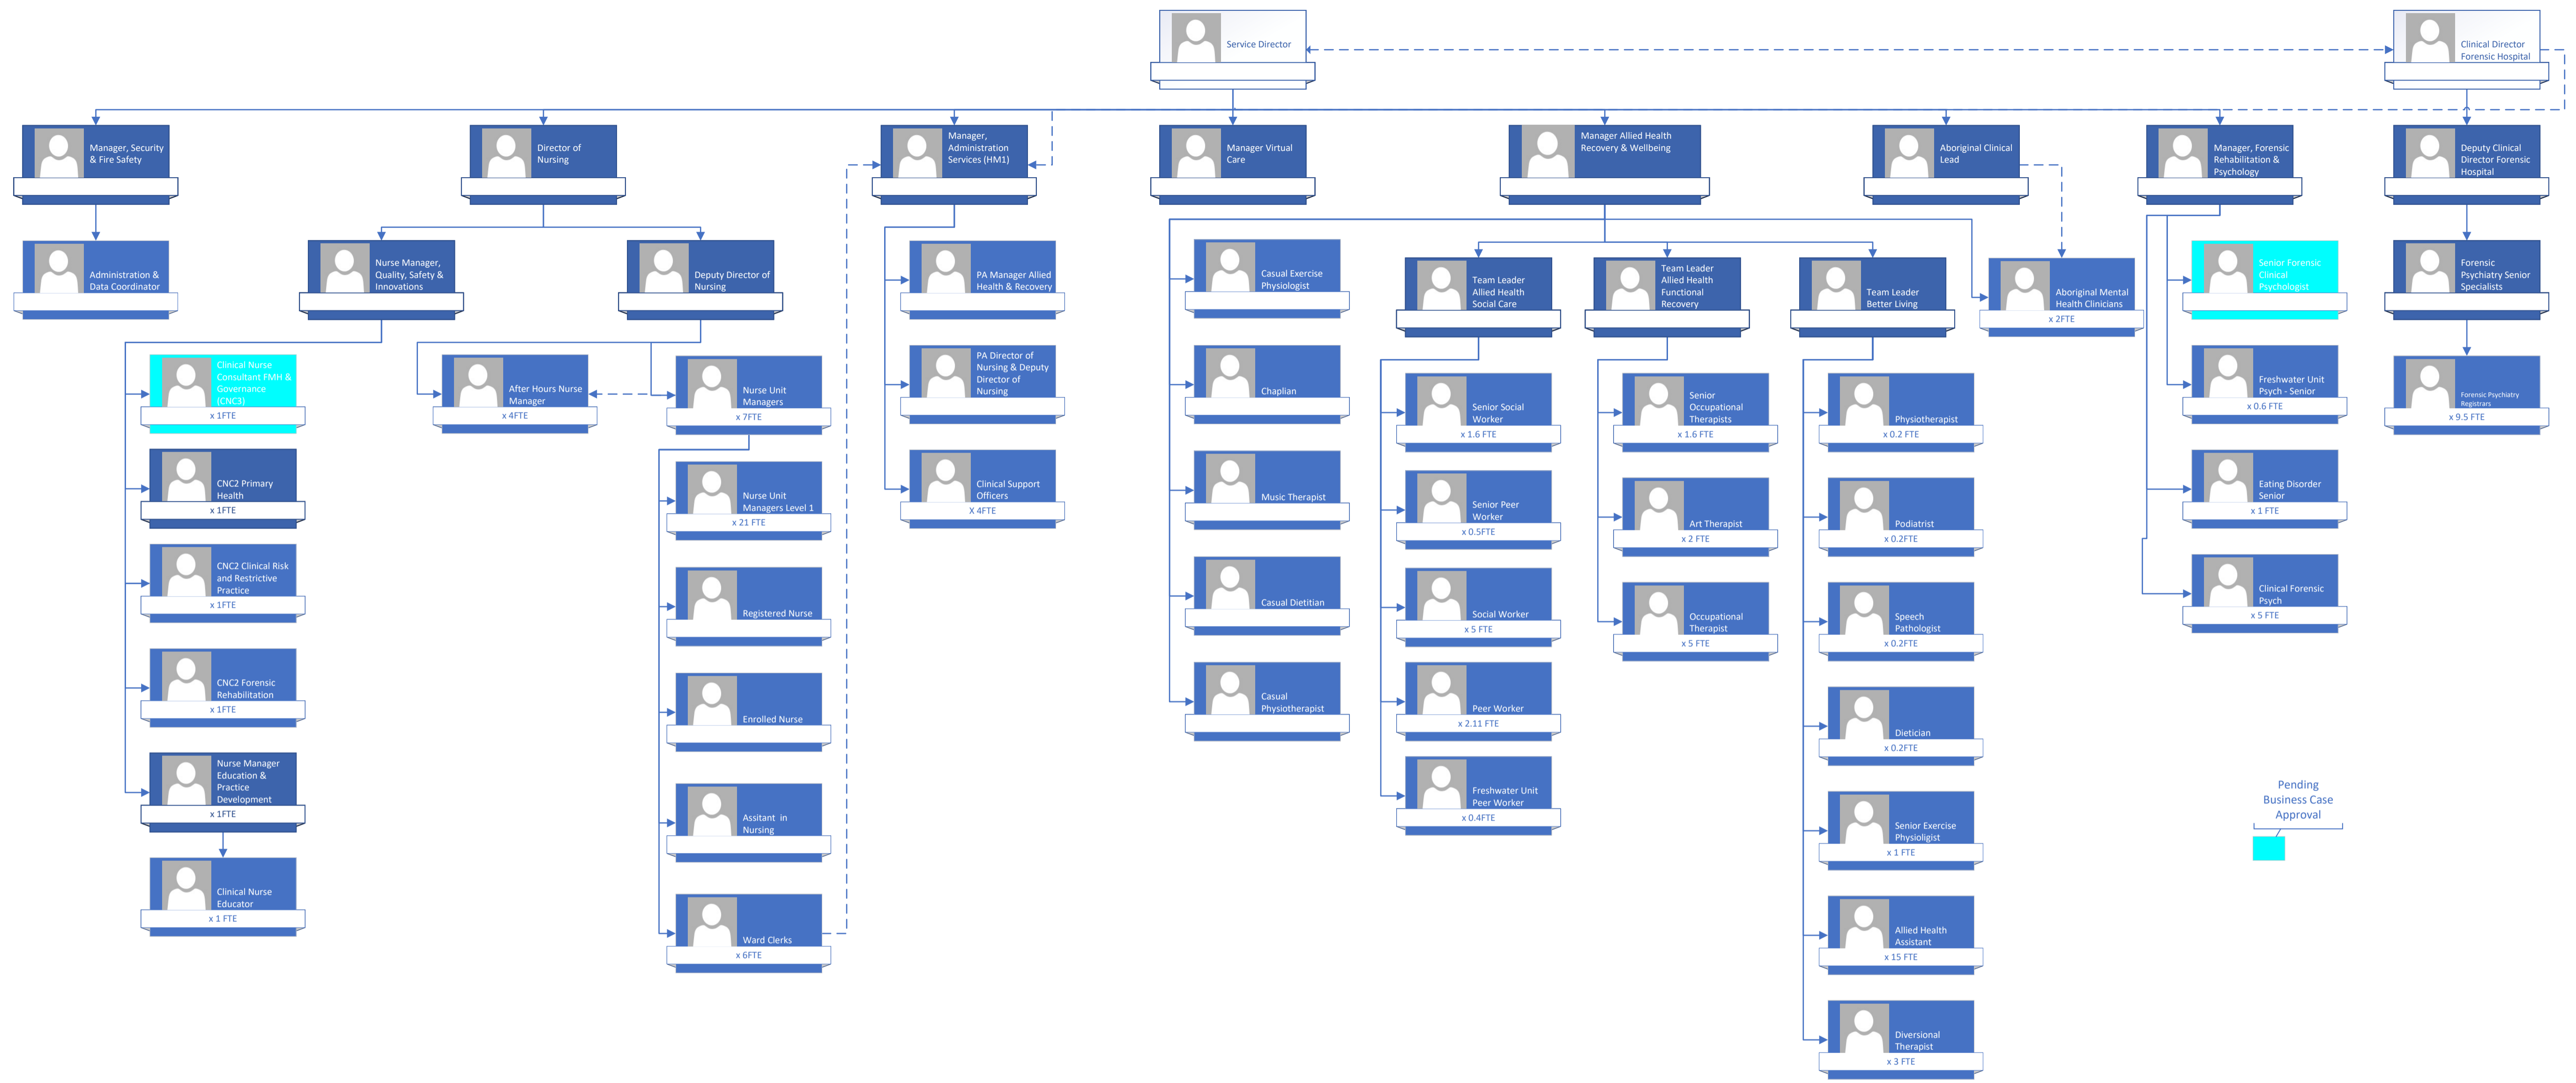 Service Director
Clinical Director
Forensic Hospital
Manager, Security
& Fire Safety
Director of
Nursing
Manager,
Administration
Services (HM1)
Manager Virtual
Care
Manager Allied Health
Recovery & Wellbeing
Aboriginal Clinical
Lead
Manager, Forensic
Rehabilitation &
Psychology
Deputy Clinical
Director Forensic
Hospital
Administration &
Data Coordinator
Nurse Manager,
Quality, Safety &
Innovations
Deputy Director of
Nursing
Clinical Nurse
Consultant FMH &
Governance
(CNC3)
x 1FTE
CNC2 Primary
Health
x 1FTE
CNC2 Clinical Risk
and Restrictive
Practice
x 1FTE
CNC2 Forensic
Rehabilitation
x 1FTE
Nurse Manager
Education &
Practice
Development
x 1FTE
Clinical Nurse
Educator
x 1 FTE
After Hours Nurse
Manager
x 4FTE
Nurse Unit
Managers
x 7FTE
Nurse Unit
Managers Level 1
x 21 FTE
Registered Nurse
Enrolled Nurse
Assitant in
Nursing
Ward Clerks
x 6FTE
PA Manager Allied
Health & Recovery
PA Director of
Nursing & Deputy
Director of
Nursing
Clinical Support
Officers
X 4FTE
Casual Exercise
Physiologist
Chaplian
Music Therapist
Casual Dietitian
Casual
Physiotherapist
Team Leader
Allied Health
Social Care
Senior Social
Worker
x 1.6 FTE
Senior Peer
Worker
x 0.5FTE
Social Worker
x 5 FTE
Peer Worker
x 2.11 FTE
Freshwater Unit
Peer Worker
x 0.4FTE
Team Leader
Allied Health
Functional
Recovery
Senior
Occupational
Therapists
x 1.6 FTE
Art Therapist
x 2 FTE
Occupational
Therapist
x 5 FTE
Team Leader
Better Living
Physiotherapist
x 0.2 FTE
Podiatrist
x 0.2FTE
Speech
Pathologist
x 0.2FTE
Dietician
x 0.2FTE
Senior Exercise
Physioligist
x 1 FTE
Allied Health
Assistant
x 15 FTE
Diversional
Therapist
x 3 FTE
Aboriginal Mental
Health Clinicians
x 2FTE
Senior Forensic
Clinical
Psychologist
Freshwater Unit
Psych - Senior
x 0.6 FTE
Eating Disorder
Senior
x 1 FTE
Clinical Forensic
Psych
x 5 FTE
Forensic
Psychiatry Senior
Specialists
Forensic Psychiatry
Registrars
x 9.5 FTE
Pending
Business Case
Approval